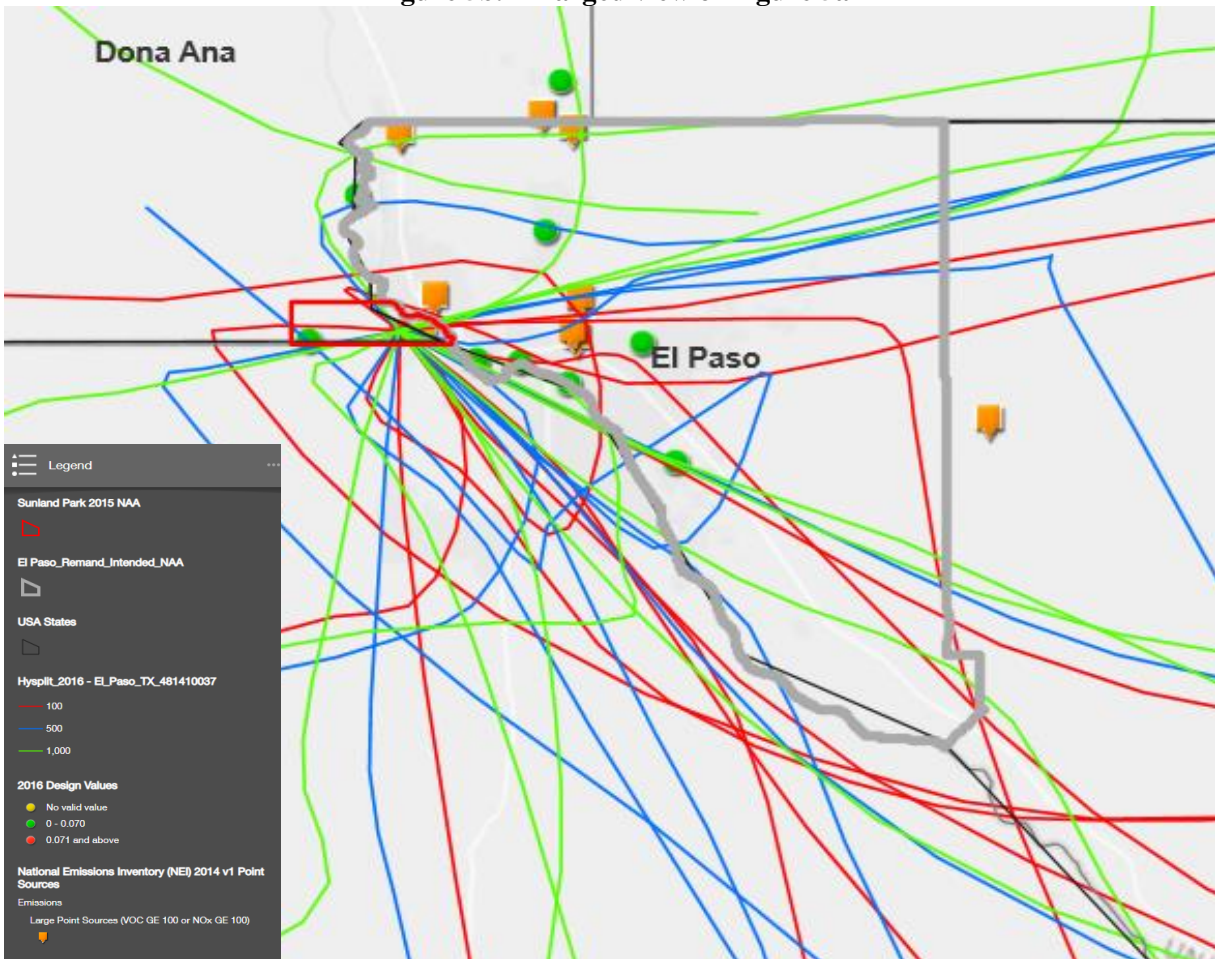 Dona Ana
El Paso
Legend
Sunland Park 2015 NAA
El Paso_Remand_Intended_NAA
USA States
Hysplit_2016 - El_Paso_TX_481410037
100
500
1,000
2016 Design Values
No valid value
0 - 0.070
0.071 and above
National Emissions Inventory (NEI) 2014 v1 Point
Sources
Emissions
Large Point Sources (VOC GE 100 or NOx GE 100)